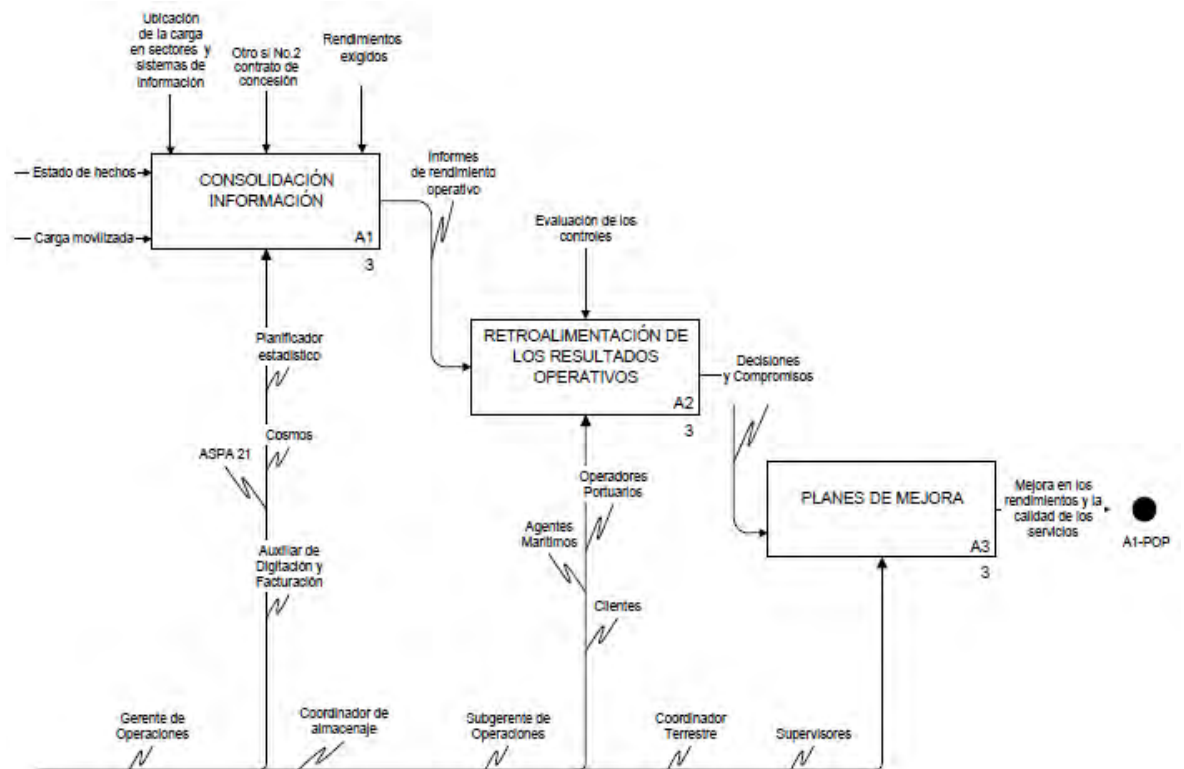 Ubicación
de la carga
en sectores y
sistemas de
información
Otro si No.2
contrato de
concesión
Rendimientos
exigidos
Estado de hechos
Carga movilizada
CONSOLIDACIÓN
INFORMACIÓN
A1
3
Informes
de rendimiento
operativo
Evaluación de los
controles
RETROALIMENTACIÓN DE
LOS RESULTADOS
OPERATIVOS
A2
3
Decisiones
y Compromisos
Planificador
estadístico
Cosmos
ASPA 21
Auxiliar de
Digitación y
Facturación
Operadores
Portuarios
Agentes
Marítimos
Clientes
PLANES DE MEJORA
A3
3
Mejora en los
rendimientos y la
calidad de los
servicios
A1-POP
Gerente de
Operaciones
Coordinador de
almacenaje
Subgerente de
Operaciones
Coordinador
Terrestre
Supervisores